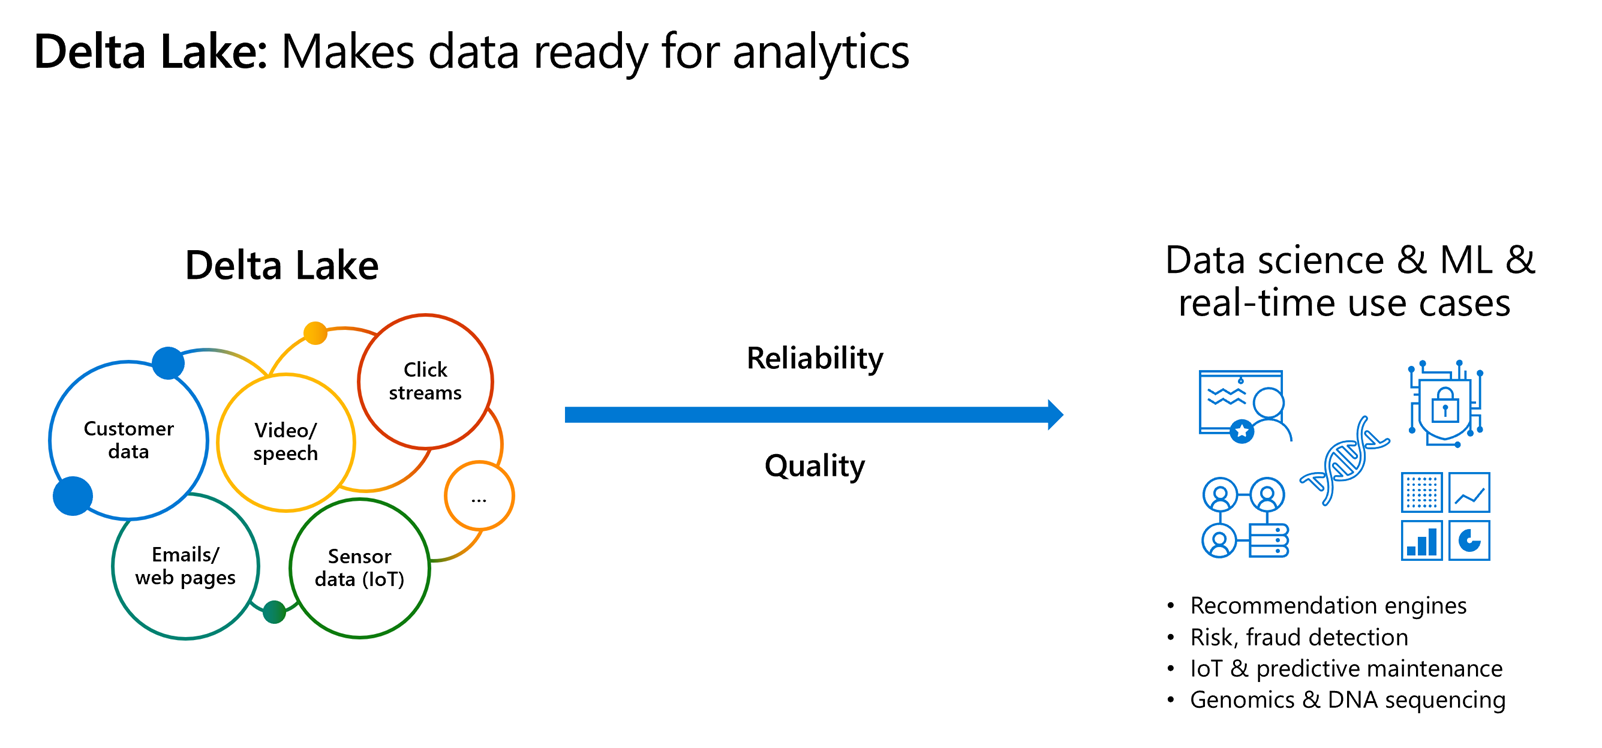 Delta Lake: Makes data ready for analytics
Delta Lake
Customer
data
Video/
speech
Click
streams
...
Emails/
web pages
Sensor
data (IoT)
Reliability
Quality
Data science & ML &
real-time use cases
• Recommendation engines
• Risk, fraud detection
• IoT & predictive maintenance
• Genomics & DNA sequencing